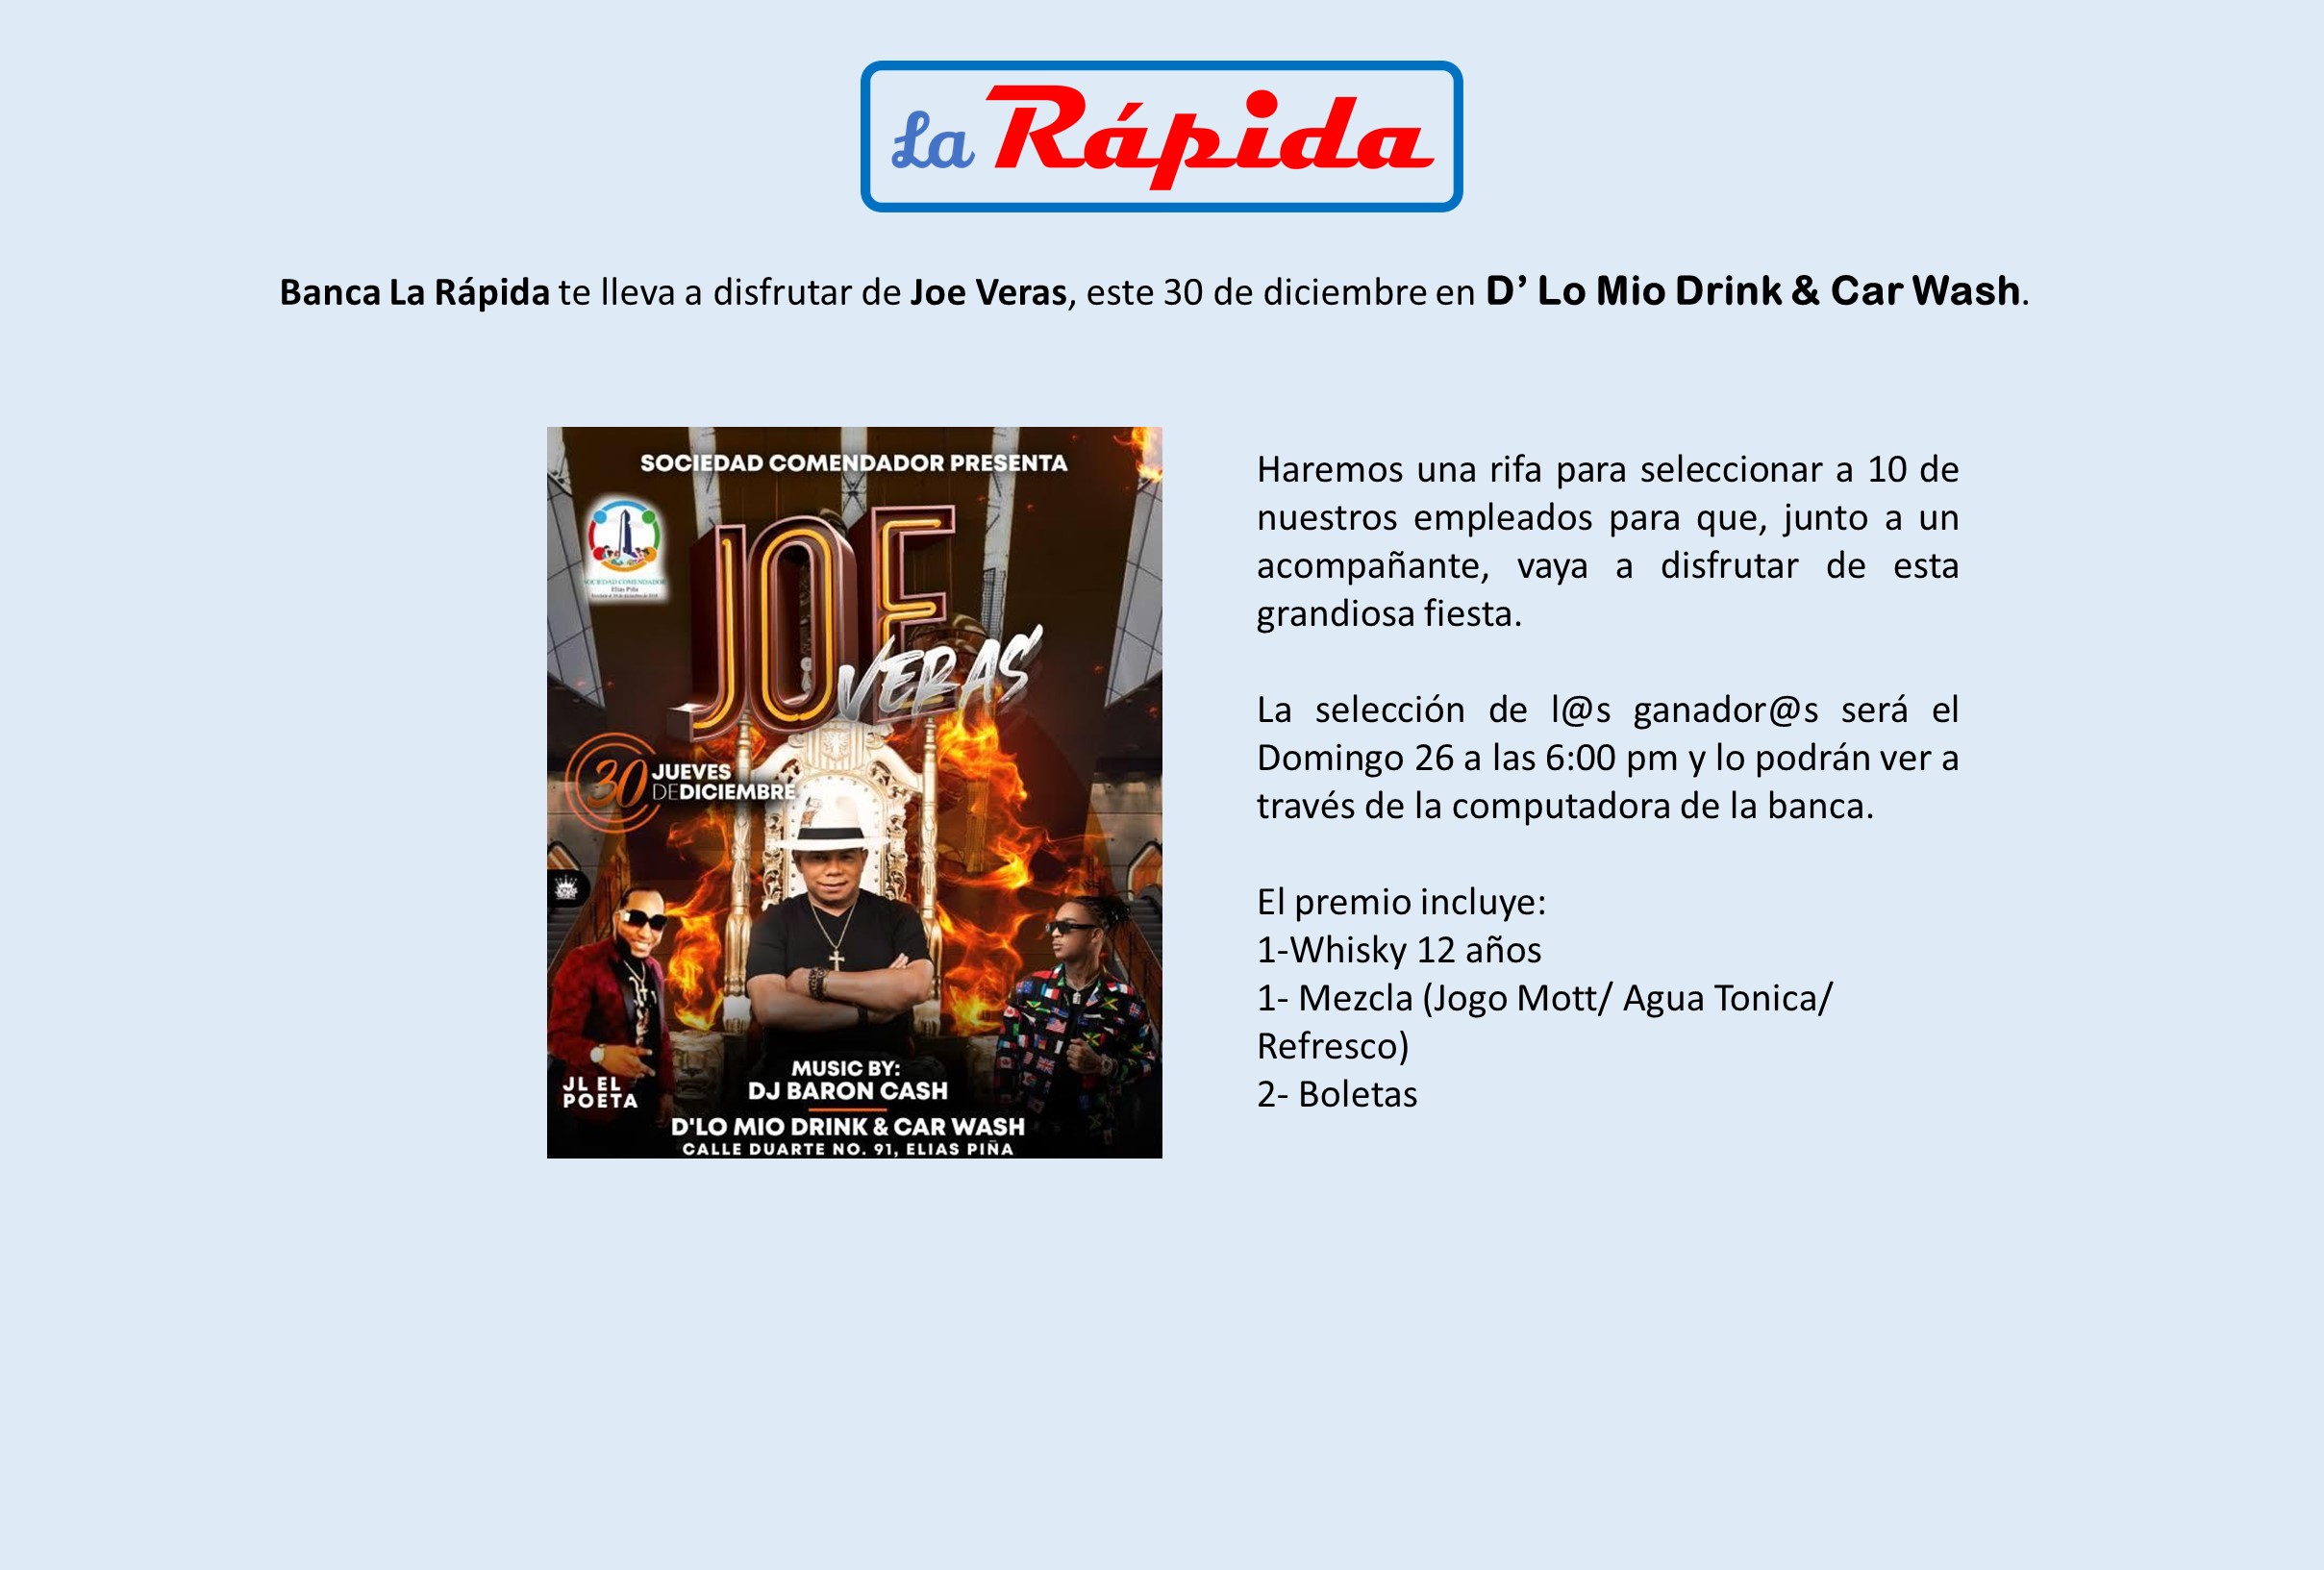 La Rápida
Banca La Rápida te lleva a disfrutar de Joe Veras, este 30 de diciembre en D’ Lo Mio Drink & Car Wash.
SOCIEDAD COMENDADOR PRESENTA
SOCIEDAD COMENDADOR
Elías Piña
JOE
VERAS
30 JUEVES
DE DICIEMBRE
JL EL
POETA
MUSIC BY:
DJ BARON CASH
D'LO MIO DRINK & CAR WASH
CALLE DUARTE NO. 91, ELIAS PIÑA
Haremos una rifa para seleccionar a 10 de
nuestros empleados para que, junto a un
acompañante, vaya a disfrutar de esta
grandiosa fiesta.
La selección de l@s ganador@s será el
Domingo 26 a las 6:00 pm y lo podrán ver a
través de la computadora de la banca.
El premio incluye:
1-Whisky 12 años
1- Mezcla (Jogo Mott/ Agua Tonica/
Refresco)
2- Boletas